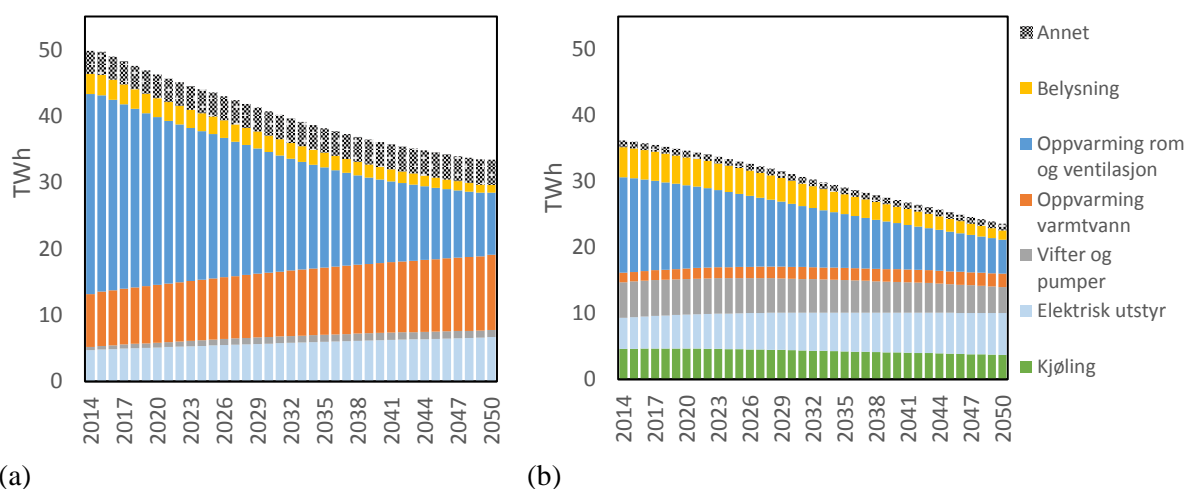 TWh
50
40
30
20
10
0
2014
2017
2020
2023
2026
2029
2032
2035
2038
2041
2044
2047
2050
TWh
50
40
30
20
10
0
2014
2017
2020
2023
2026
2029
2032
2035
2038
2041
2044
2047
2050
Annet
Belysning
Oppvarming rom
og ventilasjon
Oppvarming
varmtvann
Vifter og
pumper
Elektrisk utstyr
Kjøling
(a)
(b)